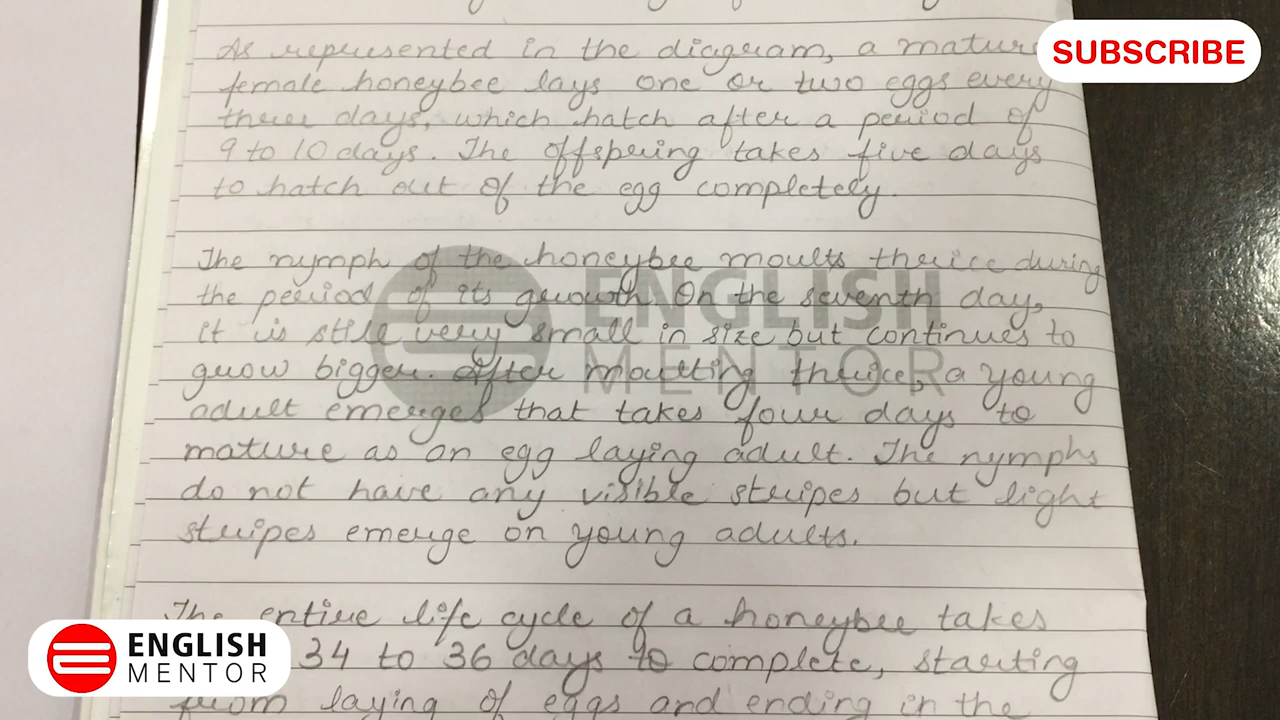 As represented in the diagram, a mature
SUBSCRIBE
female honeybee lays one or two eggs every
three days, which hatch after a period of
9 to 10 days. The offspring takes five days
to hatch out of the egg completely.
The nymph of the honeybee moults thrice during
the period of its growth. On the seventh day,
it is still very small in size but continues to
grow bigger. After moulting thrice, a young
adult emerges that takes four days to
mature as an egg laying adult. The nymphs
do not have any visible stripes but light
stripes emerge on young adults.
ENGLISH
MENTOR
The entire life cycle of a honeybee takes
34 to 36 days to complete, starting
from laying of eggs and ending in the
ENGLISH
MENTOR